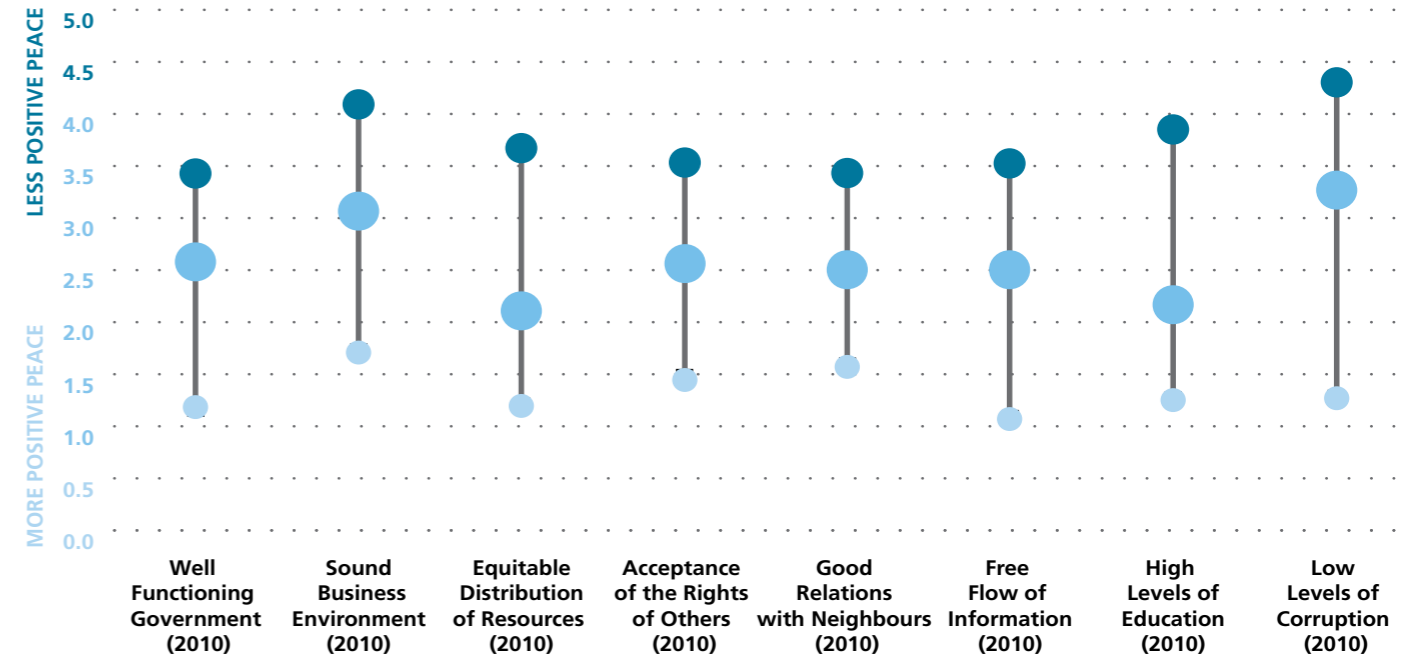 LESS POSITIVE PEACE
MORE POSITIVE PEACE
5.0
4.5
4.0
3.5
3.0
2.5
2.0
1.5
1.0
0.5
0.0
Well
Functioning
Government
(2010)
Sound
Business
Environment
(2010)
Equitable
Distribution
of Resources
(2010)
Acceptance
of the Rights
of Others
(2010)
Good
Relations
with Neighbours
(2010)
Free
Flow of
Information
(2010)
High
Levels of
Education
(2010)
Low
Levels of
Corruption
(2010)